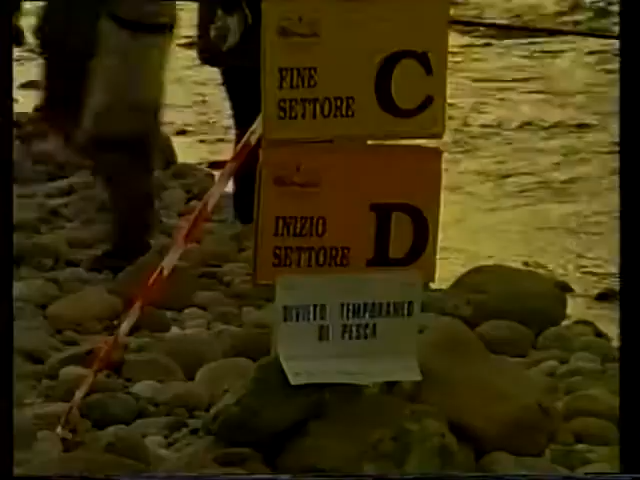 FINE
SETTORE C
INIZIO
SETTORE D
DIVIETO TEMPORANEO
DI PESCA